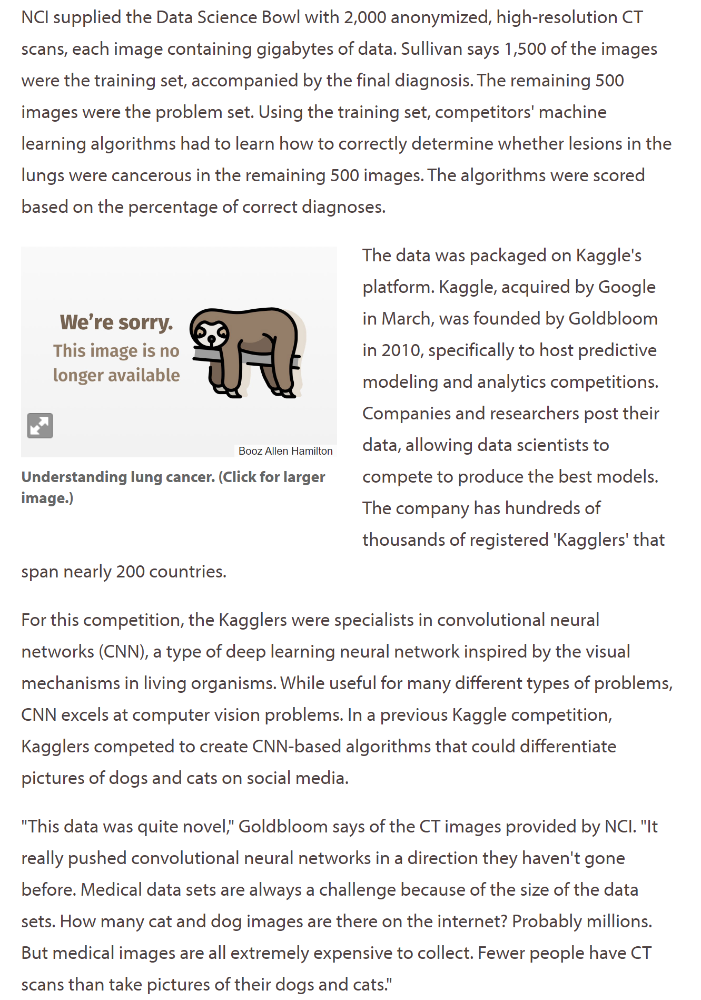 NCI supplied the Data Science Bowl with 2,000 anonymized, high-resolution CT
scans, each image containing gigabytes of data. Sullivan says 1,500 of the images
were the training set, accompanied by the final diagnosis. The remaining 500
images were the problem set. Using the training set, competitors' machine
learning algorithms had to learn how to correctly determine whether lesions in the
lungs were cancerous in the remaining 500 images. The algorithms were scored
based on the percentage of correct diagnoses.
We're sorry.
This image is no
longer available
Booz Allen Hamilton
Understanding lung cancer. (Click for larger
image.)
The data was packaged on Kaggle's
platform. Kaggle, acquired by Google
in March, was founded by Goldbloom
in 2010, specifically to host predictive
modeling and analytics competitions.
Companies and researchers post their
data, allowing data scientists to
compete to produce the best models.
The company has hundreds of
thousands of registered 'Kagglers' that
span nearly 200 countries.
For this competition, the Kagglers were specialists in convolutional neural
networks (CNN), a type of deep learning neural network inspired by the visual
mechanisms in living organisms. While useful for many different types of problems,
CNN excels at computer vision problems. In a previous Kaggle competition,
Kagglers competed to create CNN-based algorithms that could differentiate
pictures of dogs and cats on social media.
"This data was quite novel," Goldbloom says of the CT images provided by NCI. "It
really pushed convolutional neural networks in a direction they haven't gone
before. Medical data sets are always a challenge because of the size of the data
sets. How many cat and dog images are there on the internet? Probably millions.
But medical images are all extremely expensive to collect. Fewer people have CT
scans than take pictures of their dogs and cats."